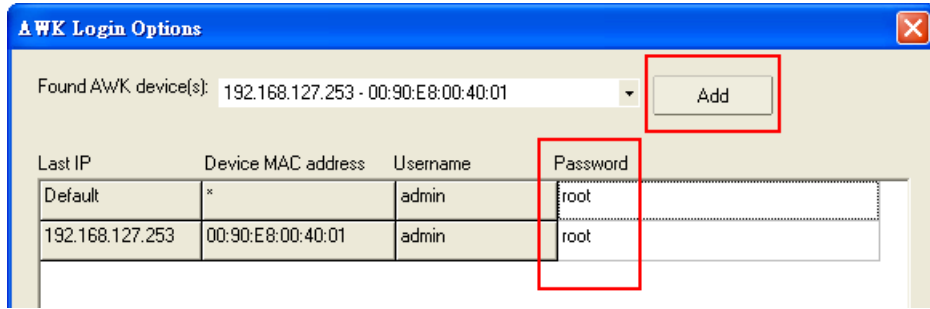 AWK Login Options
Found AWK device(s): 192.168.127.253 - 00:90:E8:00:40:01 Add
Last IP Device MAC address Username Password
Default * admin root
192.168.127.253 00:90:E8:00:40:01 admin root